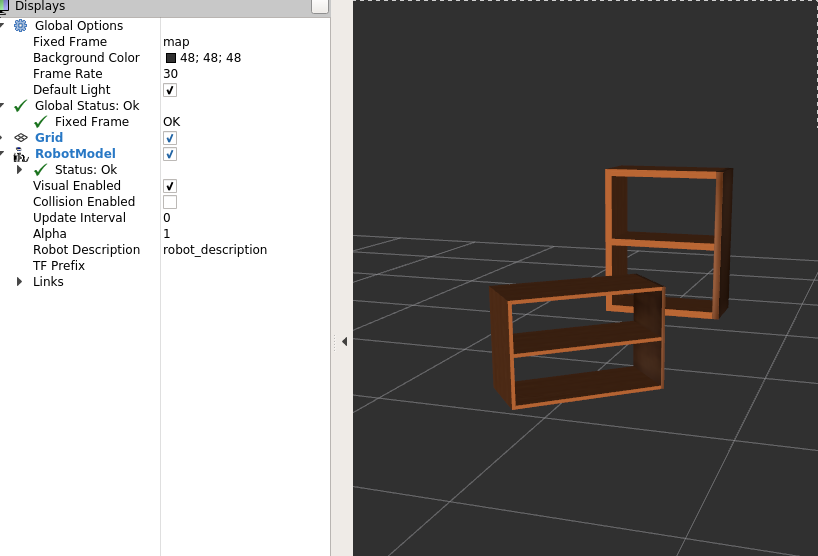 Displays
Global Options
Fixed Frame map
Background Color 48; 48; 48
Frame Rate 30
Default Light
Global Status: Ok
Fixed Frame OK
Grid
RobotModel
Status: Ok
Visual Enabled
Collision Enabled
Update Interval 0
Alpha 1
Robot Description robot_description
TF Prefix
Links